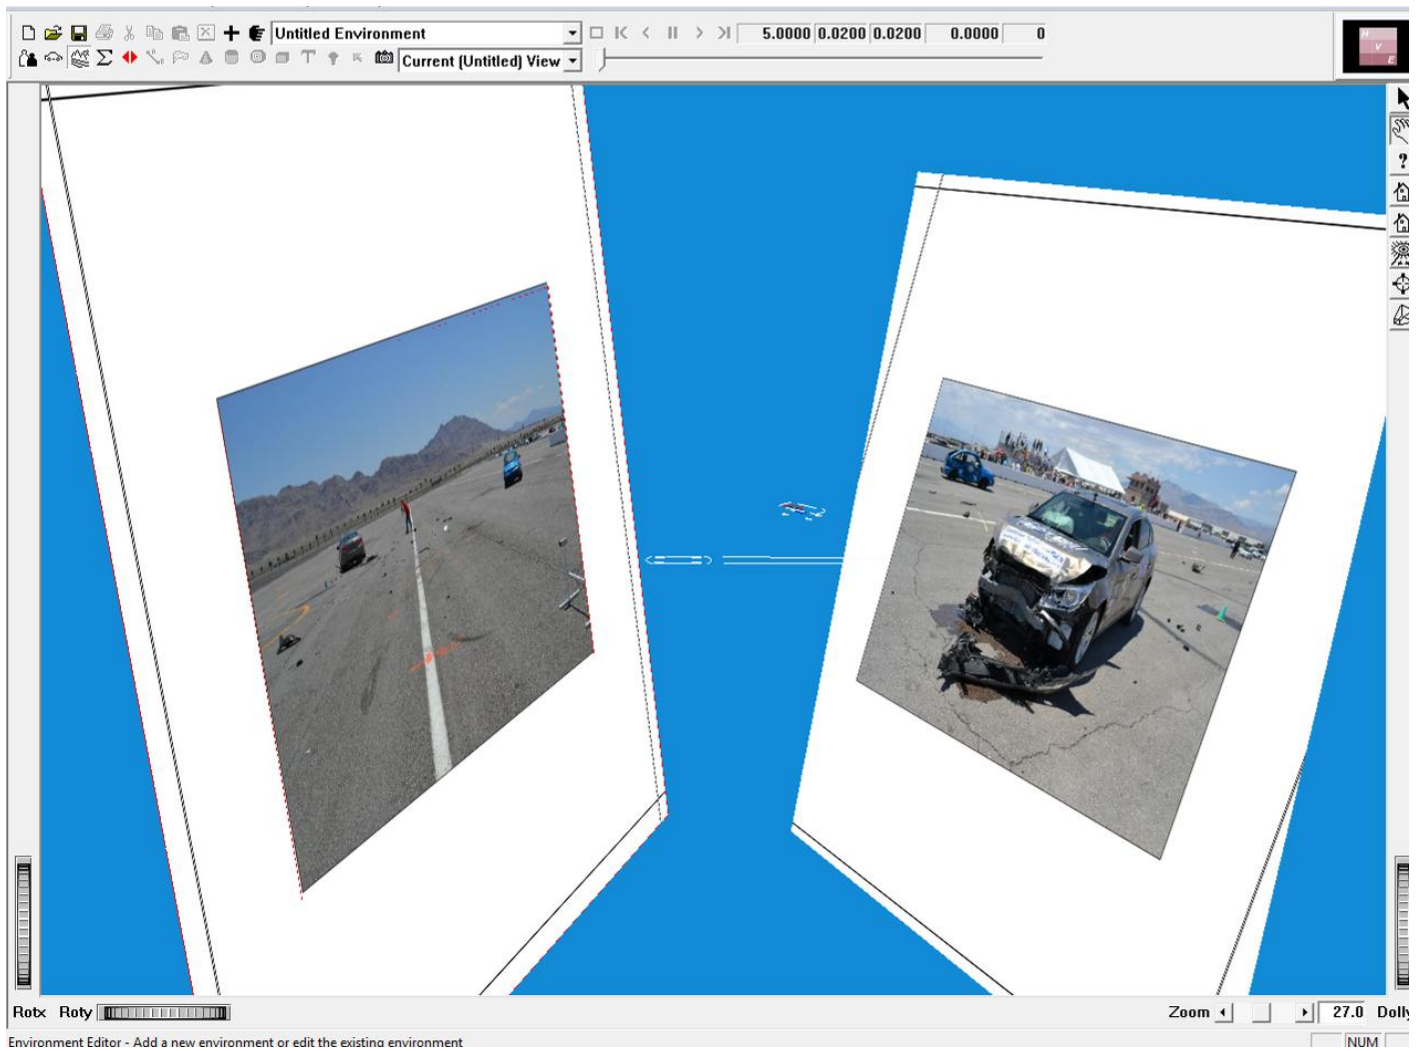 Untitled Environment
5.0000 0.0200 0.0200 0.0000 0
H
V
E
Current (Untitled) View
?
Rotx Roty
Zoom 27.0 Dolly
Environment Editor - Add a new environment or edit the existing environment
NUM